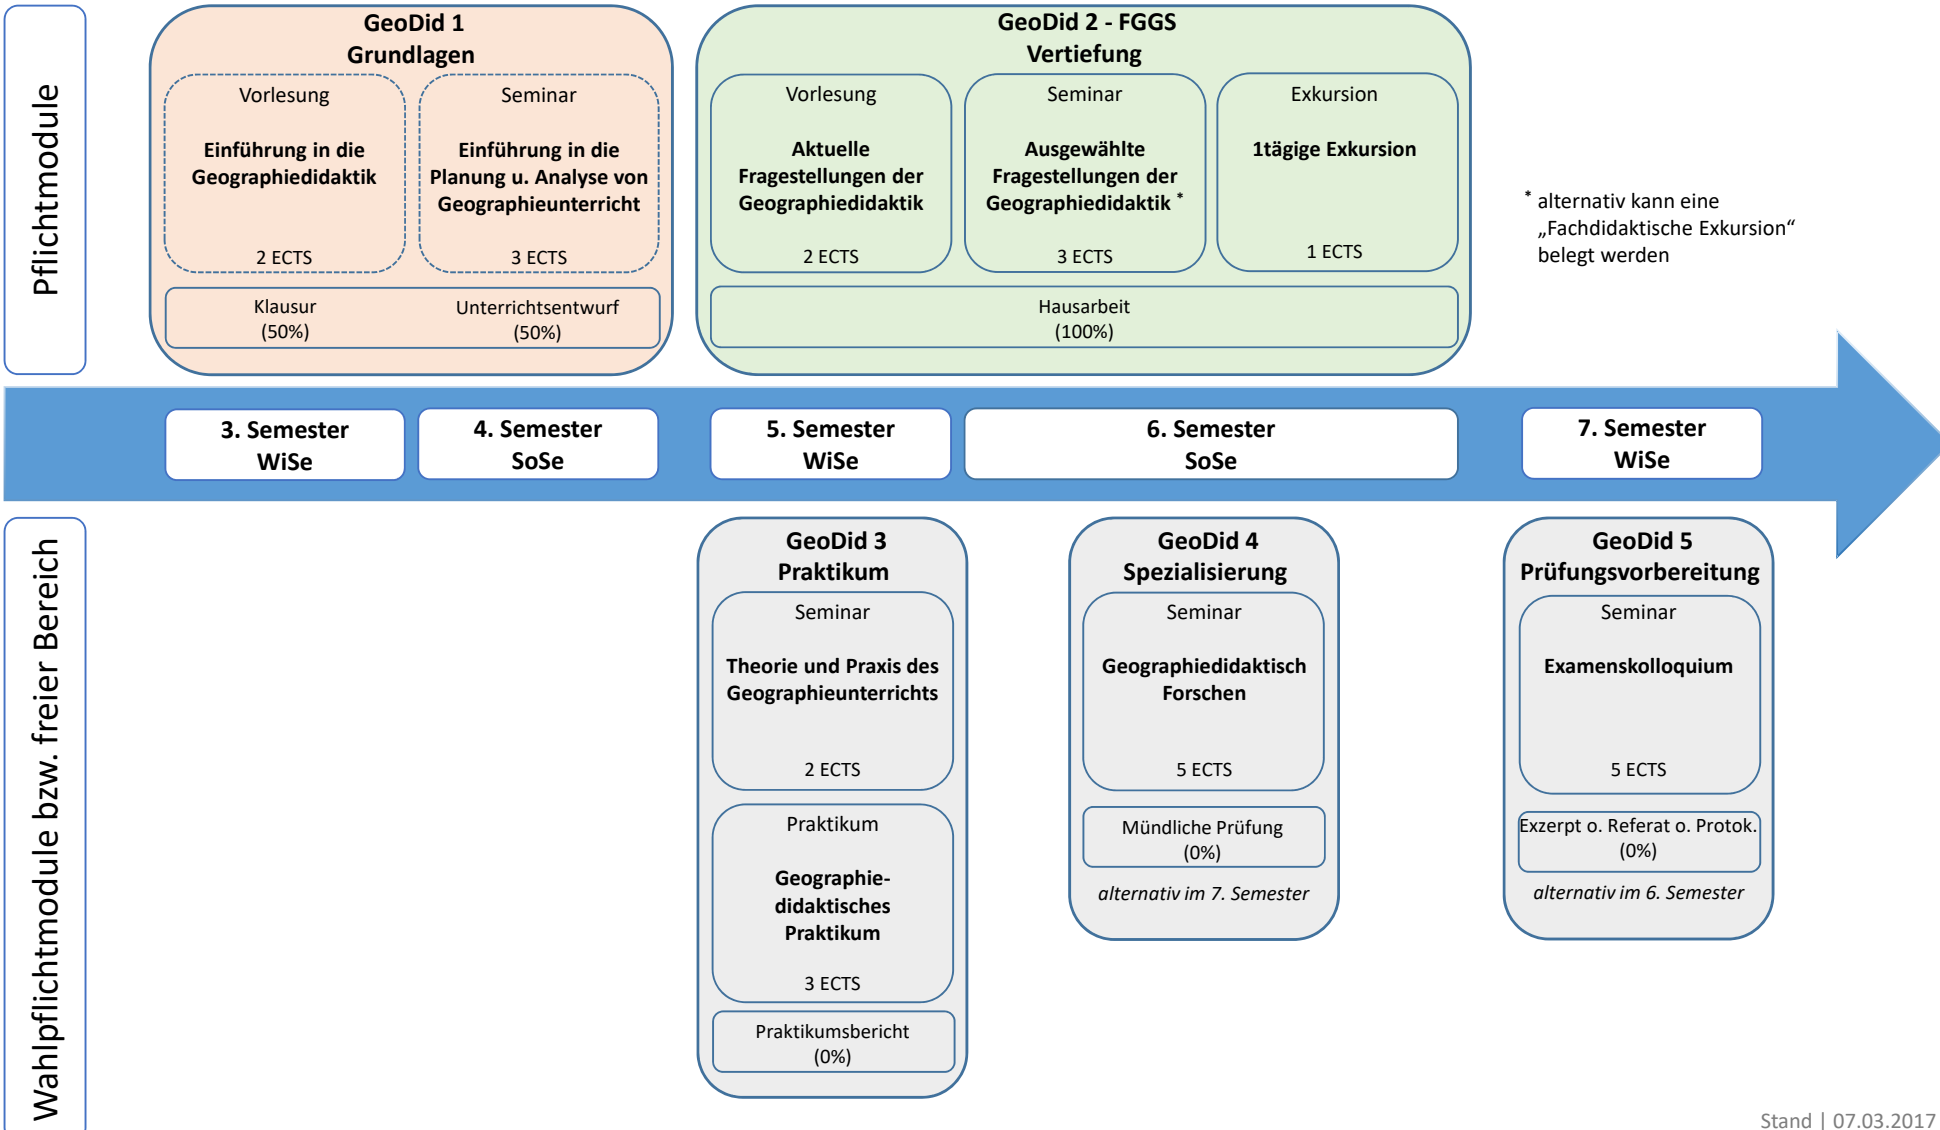 Pflichtmodule
GeoDid 1
Grundlagen
Vorlesung
Einführung in die
Geographiedidaktik
2 ECTS
Seminar
Einführung in die
Planung u. Analyse von
Geographieunterricht
3 ECTS
Klausur
(50%)
Unterrichtsentwurf
(50%)
GeoDid 2 - FGGS
Vertiefung
Vorlesung
Aktuelle
Fragestellungen der
Geographiedidaktik
2 ECTS
Seminar
Ausgewählte
Fragestellungen der
Geographiedidaktik *
3 ECTS
Exkursion
1tägige Exkursion
1 ECTS
Hausarbeit
(100%)
* alternativ kann eine
„Fachdidaktische Exkursion“
belegt werden
3. Semester
WiSe
4. Semester
SoSe
5. Semester
WiSe
6. Semester
SoSe
7. Semester
WiSe
Wahlpflichtmodule bzw. freier Bereich
GeoDid 3
Praktikum
Seminar
Theorie und Praxis des
Geographieunterrichts
2 ECTS
Praktikum
Geographie-
didaktisches
Praktikum
3 ECTS
Praktikumsbericht
(0%)
GeoDid 4
Spezialisierung
Seminar
Geographiedidaktisch
Forschen
5 ECTS
Mündliche Prüfung
(0%)
alternativ im 7. Semester
GeoDid 5
Prüfungsvorbereitung
Seminar
Examenskolloquium
5 ECTS
Exzerpt o. Referat o. Protok.
(0%)
alternativ im 6. Semester
Stand | 07.03.2017